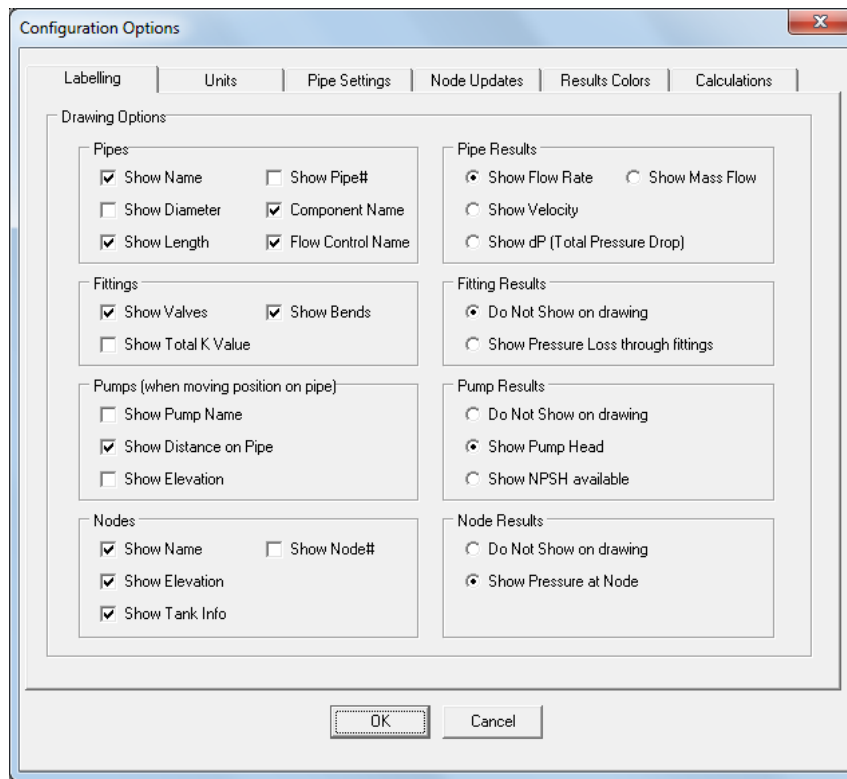 Configuration Options
Labelling Units Pipe Settings Node Updates Results Colors Calculations
Drawing Options
Pipes
Show Name Show Pipe#
Show Diameter Component Name
Show Length Flow Control Name
Pipe Results
Show Flow Rate Show Mass Flow
Show Velocity
Show dP (Total Pressure Drop)
Fittings
Show Valves Show Bends
Show Total K Value
Fitting Results
Do Not Show on drawing
Show Pressure Loss through fittings
Pumps (when moving position on pipe)
Show Pump Name
Show Distance on Pipe
Show Elevation
Pump Results
Do Not Show on drawing
Show Pump Head
Show NPSH available
Nodes
Show Name Show Node#
Show Elevation
Show Tank Info
Node Results
Do Not Show on drawing
Show Pressure at Node
OK Cancel